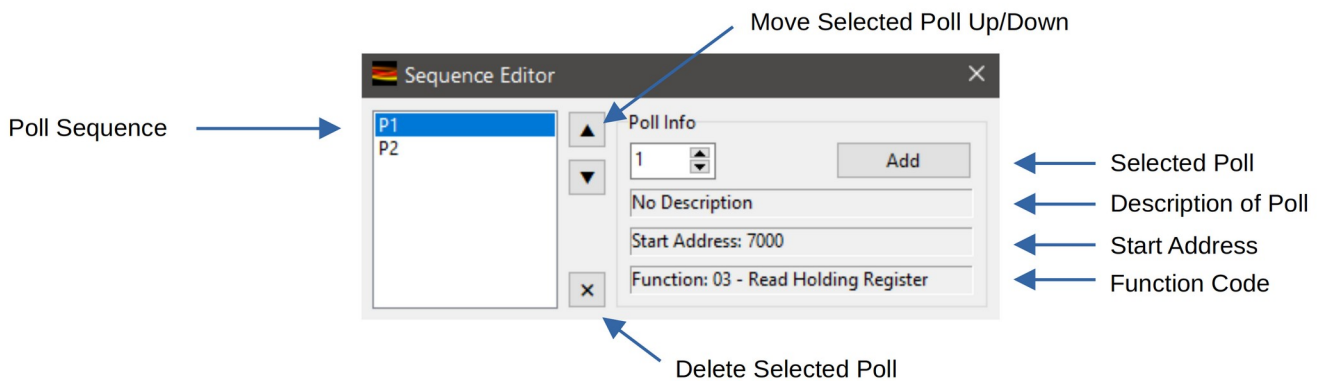 Move Selected Poll Up/Down
Sequence Editor
Poll Sequence
P1
P2
Poll Info
1
Add
Selected Poll
No Description
Description of Poll
Start Address: 7000
Start Address
Function: 03 - Read Holding Register
Function Code
Delete Selected Poll